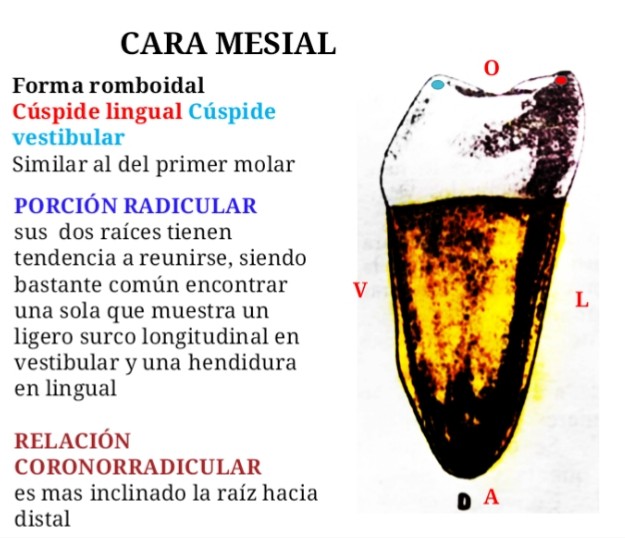 CARA MESIAL
Forma romboidal
Cúspide lingual Cúspide
vestibular
Similar al del primer molar
PORCIÓN RADICULAR
sus dos raíces tienen
tendencia a reunirse, siendo
bastante común encontrar
una sola que muestra un
ligero surco longitudinal en
vestibular y una hendidura
en lingual
RELACIÓN
CORONORRADICULAR
es mas inclinado la raíz hacia
distal
O
V
L
D A